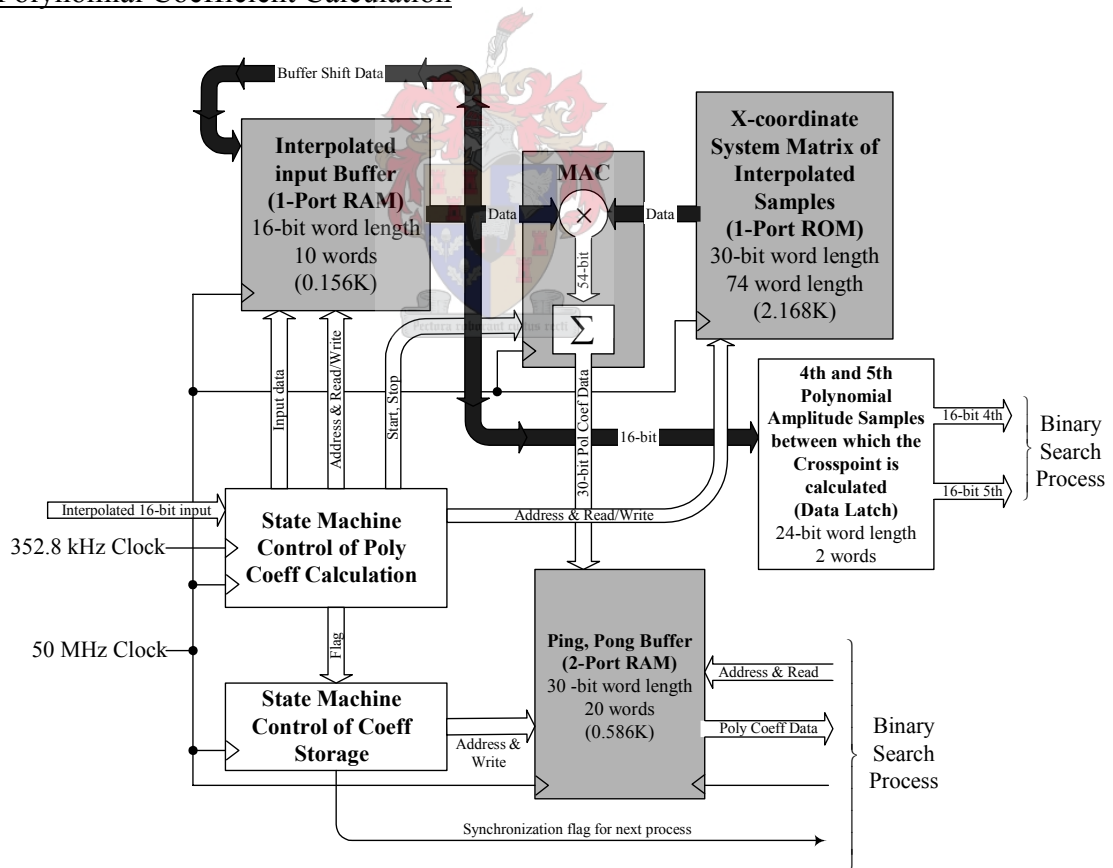 Polynomial Coefficient Calculation
Buffer Shift Data
Interpolated
input Buffer
(1-Port RAM)
16-bit word length
10 words
(0.156K)
Data
MAC
×
54-bit
Σ
Data
X-coordinate
System Matrix of
Interpolated
Samples
(1-Port ROM)
30-bit word length
74 word length
(2.168K)
Pectora roborant cultus recti
Input data
Address & Read/Write
Start, Stop
30-bit Pol Coef Data
16-bit
4th and 5th
Polynomial
Amplitude Samples
between which the
Crosspoint is
calculated
(Data Latch)
24-bit word length
2 words
16-bit 4th
16-bit 5th
Binary
Search
Process
Interpolated 16-bit input
352.8 kHz Clock
State Machine
Control of Poly
Coeff Calculation
Address & Read/Write
50 MHz Clock
Flag
State Machine
Control of Coeff
Storage
Address &
Write
Ping, Pong Buffer
(2-Port RAM)
30 -bit word length
20 words
(0.586K)
Address & Read
Poly Coeff Data
Binary
Search
Process
Synchronization flag for next process